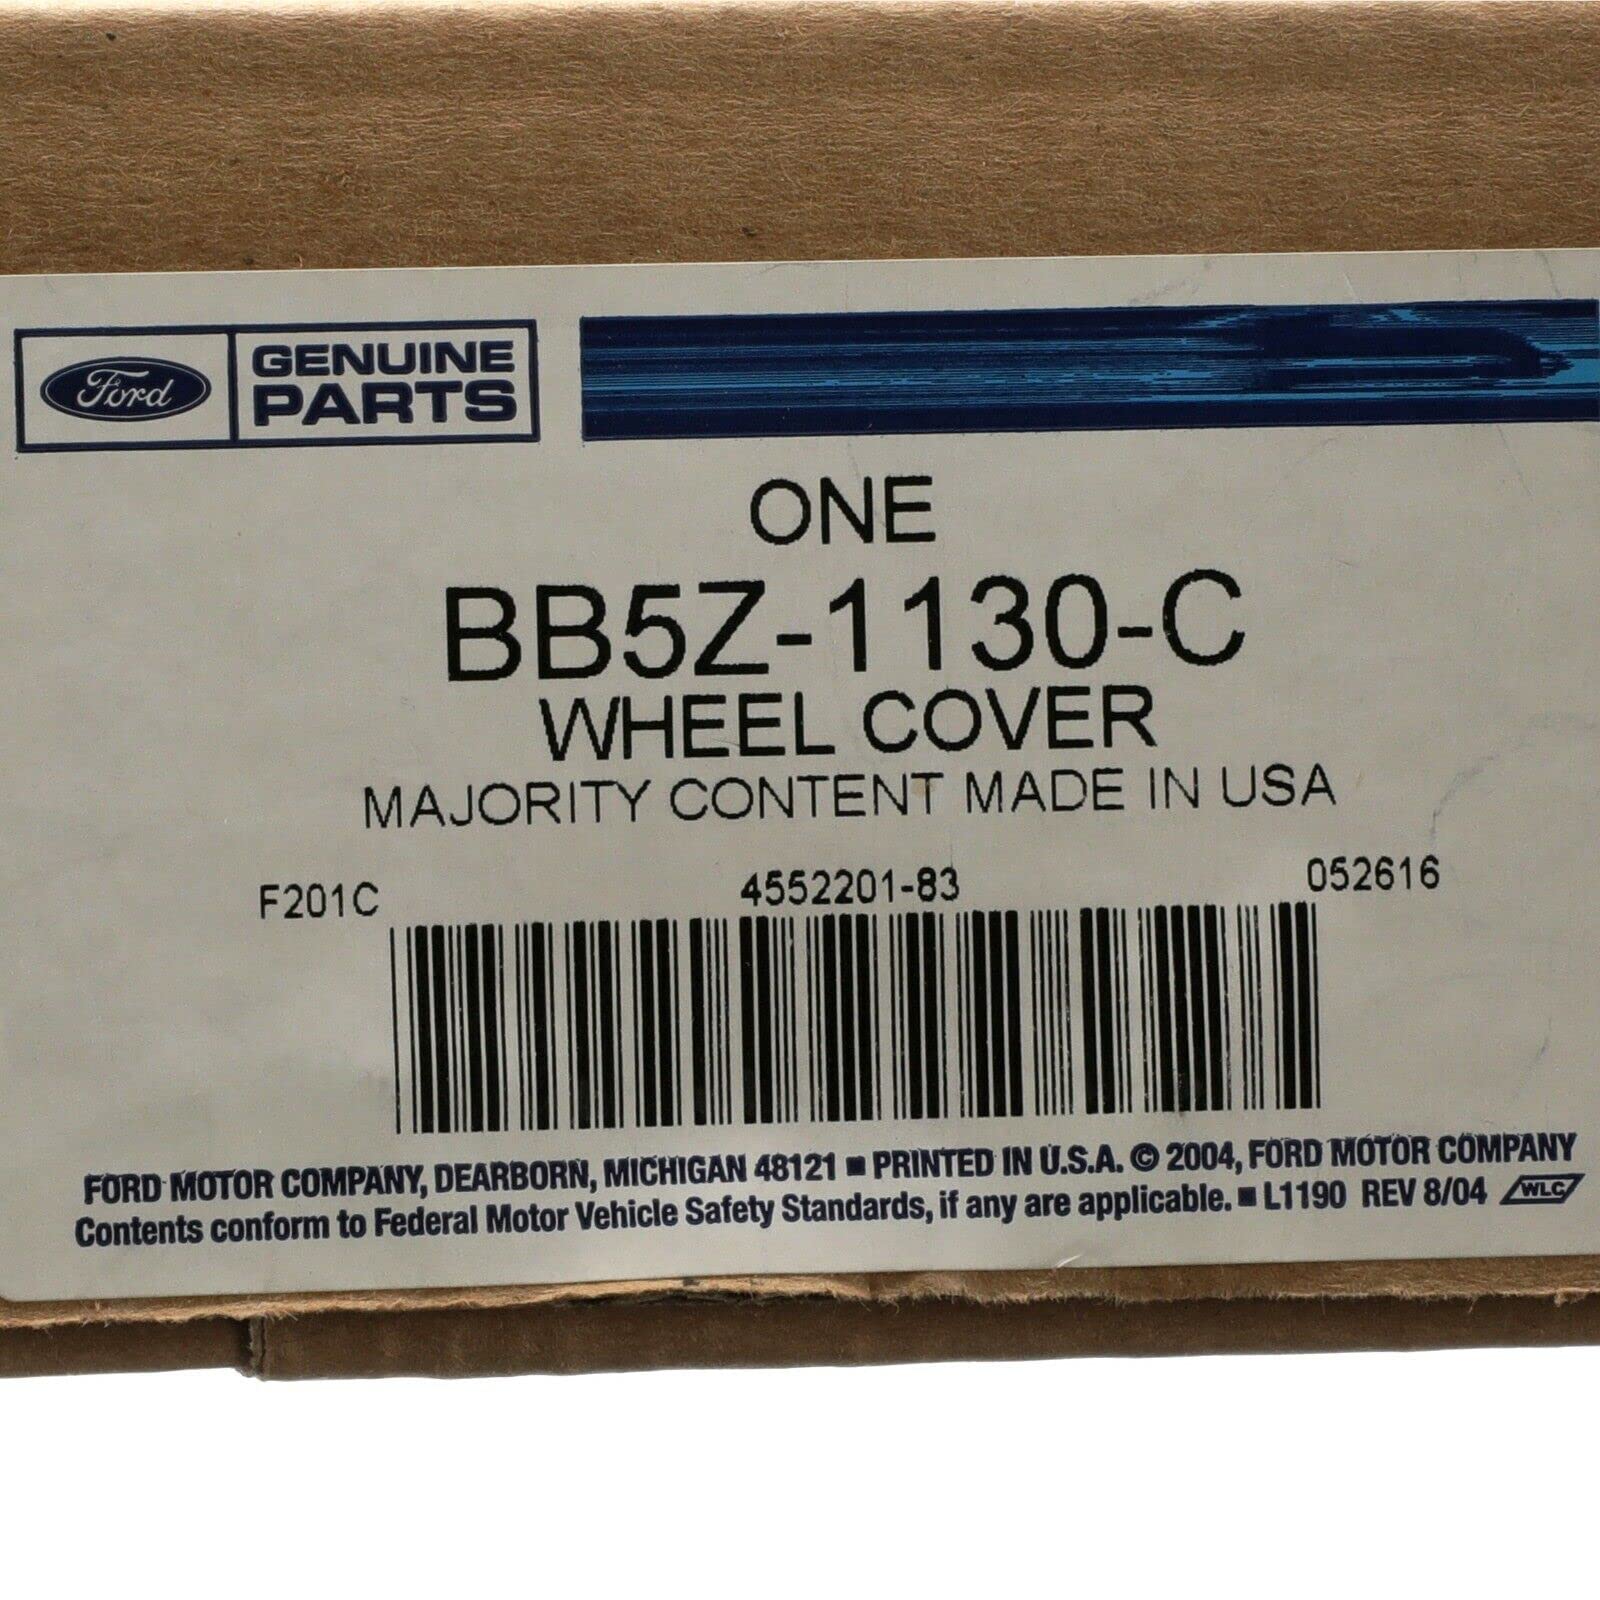 Ford GENUINE
PARTS
ONE
BB5Z-1130-C
WHEEL COVER
MAJORITY CONTENT MADE IN USA
F201C 4552201-83 052616
FORD MOTOR COMPANY, DEARBORN, MICHIGAN 48121 ■ PRINTED IN U.S.A. © 2004, FORD MOTOR COMPANY
Contents conform to Federal Motor Vehicle Safety Standards, if any are applicable. ■ L1190 REV 8/04 WLC